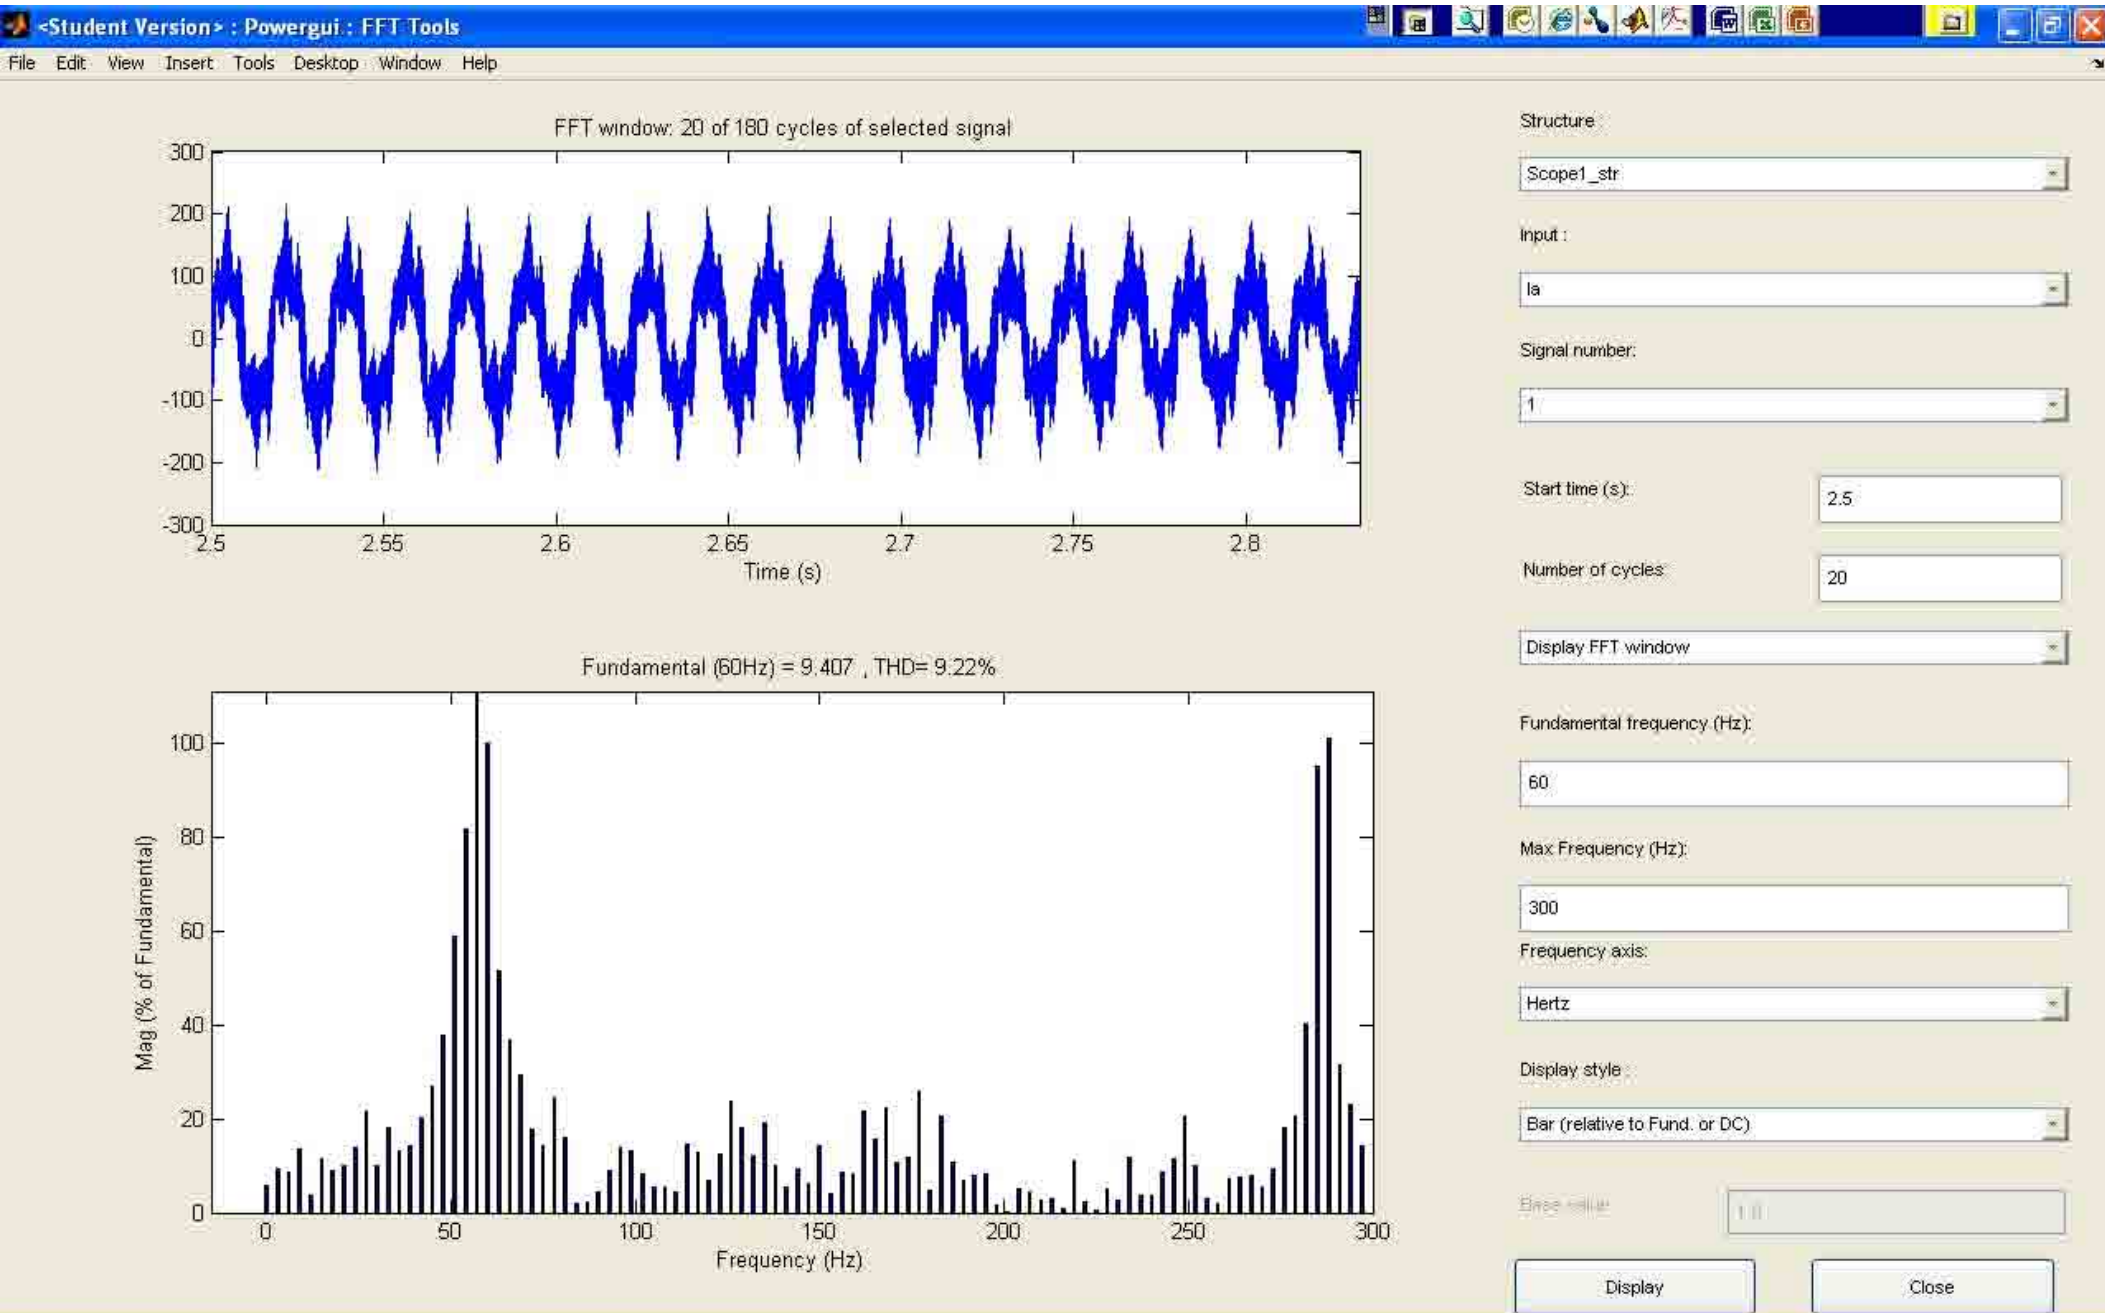 <Student Version> : Powergui : FFT Tools
File Edit View Insert Tools Desktop Window Help
FFT window: 20 of 180 cycles of selected signal
300
200
100
0
-100
-200
-300
2.5 2.55 2.6 2.65 2.7 2.75 2.8
Time (s)
Fundamental (60Hz) = 9.407 , THD= 9.22%
Mag (% of Fundamental)
100
80
60
40
20
0
0 50 100 150 200 250 300
Frequency (Hz)
Structure :
Scope1_str
Input :
Ia
Signal number:
1
Start time (s): 2.5
Number of cycles: 20
Display FFT window
Fundamental frequency (Hz):
60
Max Frequency (Hz):
300
Frequency axis:
Hertz
Display style :
Bar (relative to Fund. or DC)
Base value: 1.0
Display Close